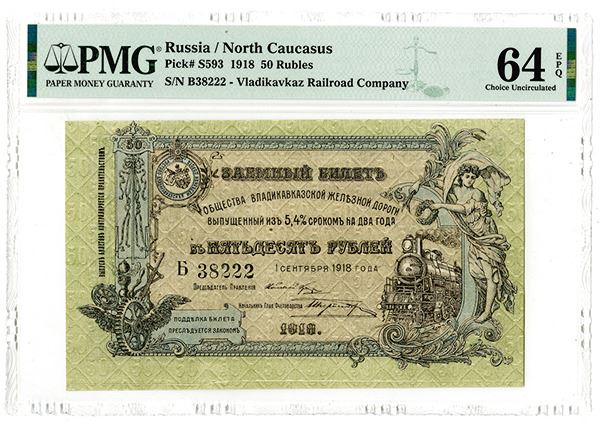 PMG
PAPER MONEY GUARANTY
Russia / North Caucasus
Pick# S593 1918 50 Rubles
S/N B38222 - Vladikavkaz Railroad Company
64 EPQ
Choice Uncirculated
50
ЗАЕМНЫЙ БИЛЕТЪ
ОБЩЕСТВА ВЛАДИКАВКАЗСКОЙ ЖЕЛЕЗНОЙ ДОРОГИ
ВЫПУЩЕННЫЙ ИЗЪ 5,4% СРОКОМЪ НА ДВА ГОДА
ВЪ ПЯТЬДЕСЯТЪ РУБЛЕЙ
Б 38222
1 СЕНТЯБРЯ 1918 ГОДА
Председатель Правления
ПОДДЕЛКА БИЛЕТА
ПРЕСЛЕДУЕТСЯ ЗАКОНОМЪ
1918.